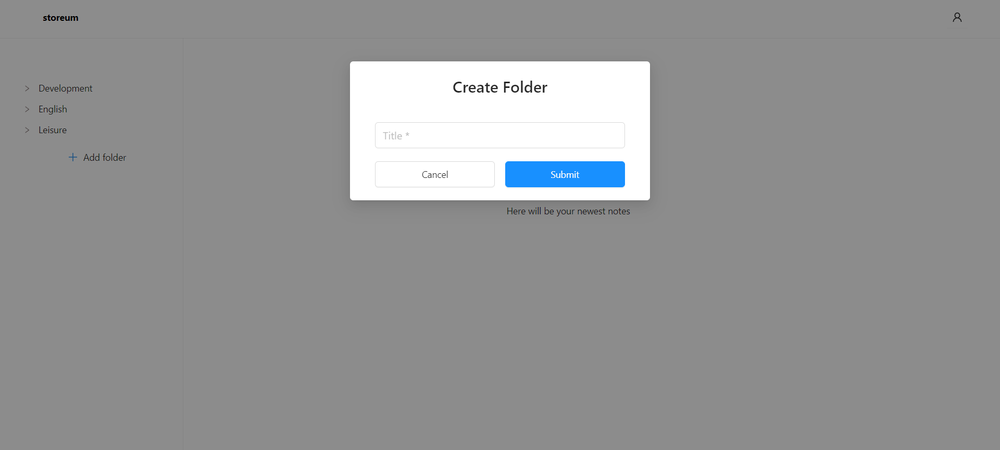 storeum
Development
English
Leisure
Add folder
Create Folder
Title *
Cancel
Submit
Here will be your newest notes